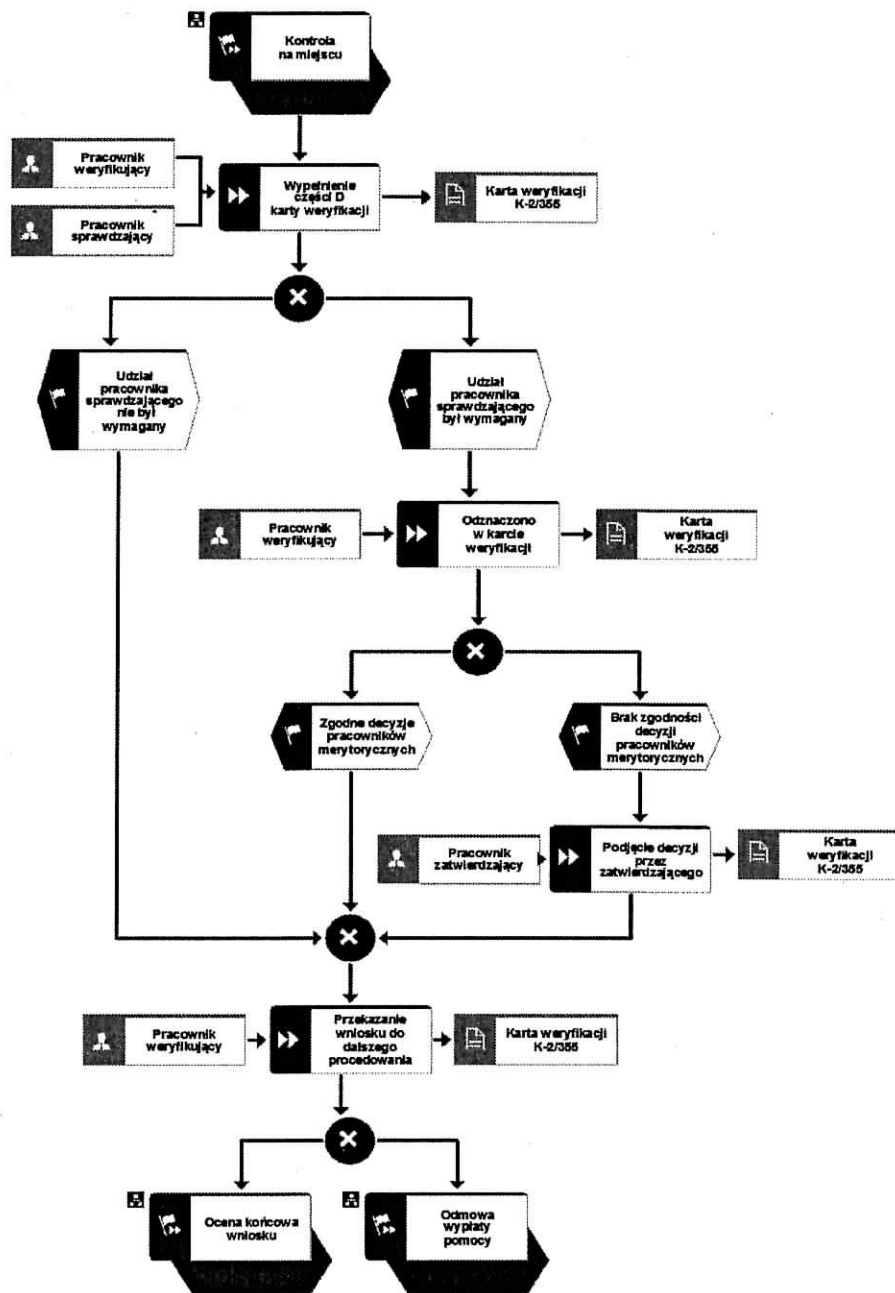 Kontrola
na miejscu
Pracownik
weryfikujący
Wypełnienie
części D
karty weryfikacji
Karta weryfikacji
K-2/355
Pracownik
sprawdzający
Udział
pracownika
sprawdzającego
nie był
wymagany
Udział
pracownika
sprawdzającego
był wymagany
Pracownik
weryfikujący
Odznaczono
w karcie
weryfikacji
Karta
weryfikacji
K-2/355
Zgodne decyzje
pracowników
merytorycznych
Brak zgodności
decyzji
pracowników
merytorycznych
Pracownik
zatwierdzający
Podjęcie decyzji
przez
zatwierdzającego
Karta
weryfikacji
K-2/355
Pracownik
weryfikujący
Przekazanie
wniosku do
dalszego
procedowania
Karta weryfikacji
K-2/355
Ocena końcowa
wniosku
Odmowa
wypłaty
pomocy